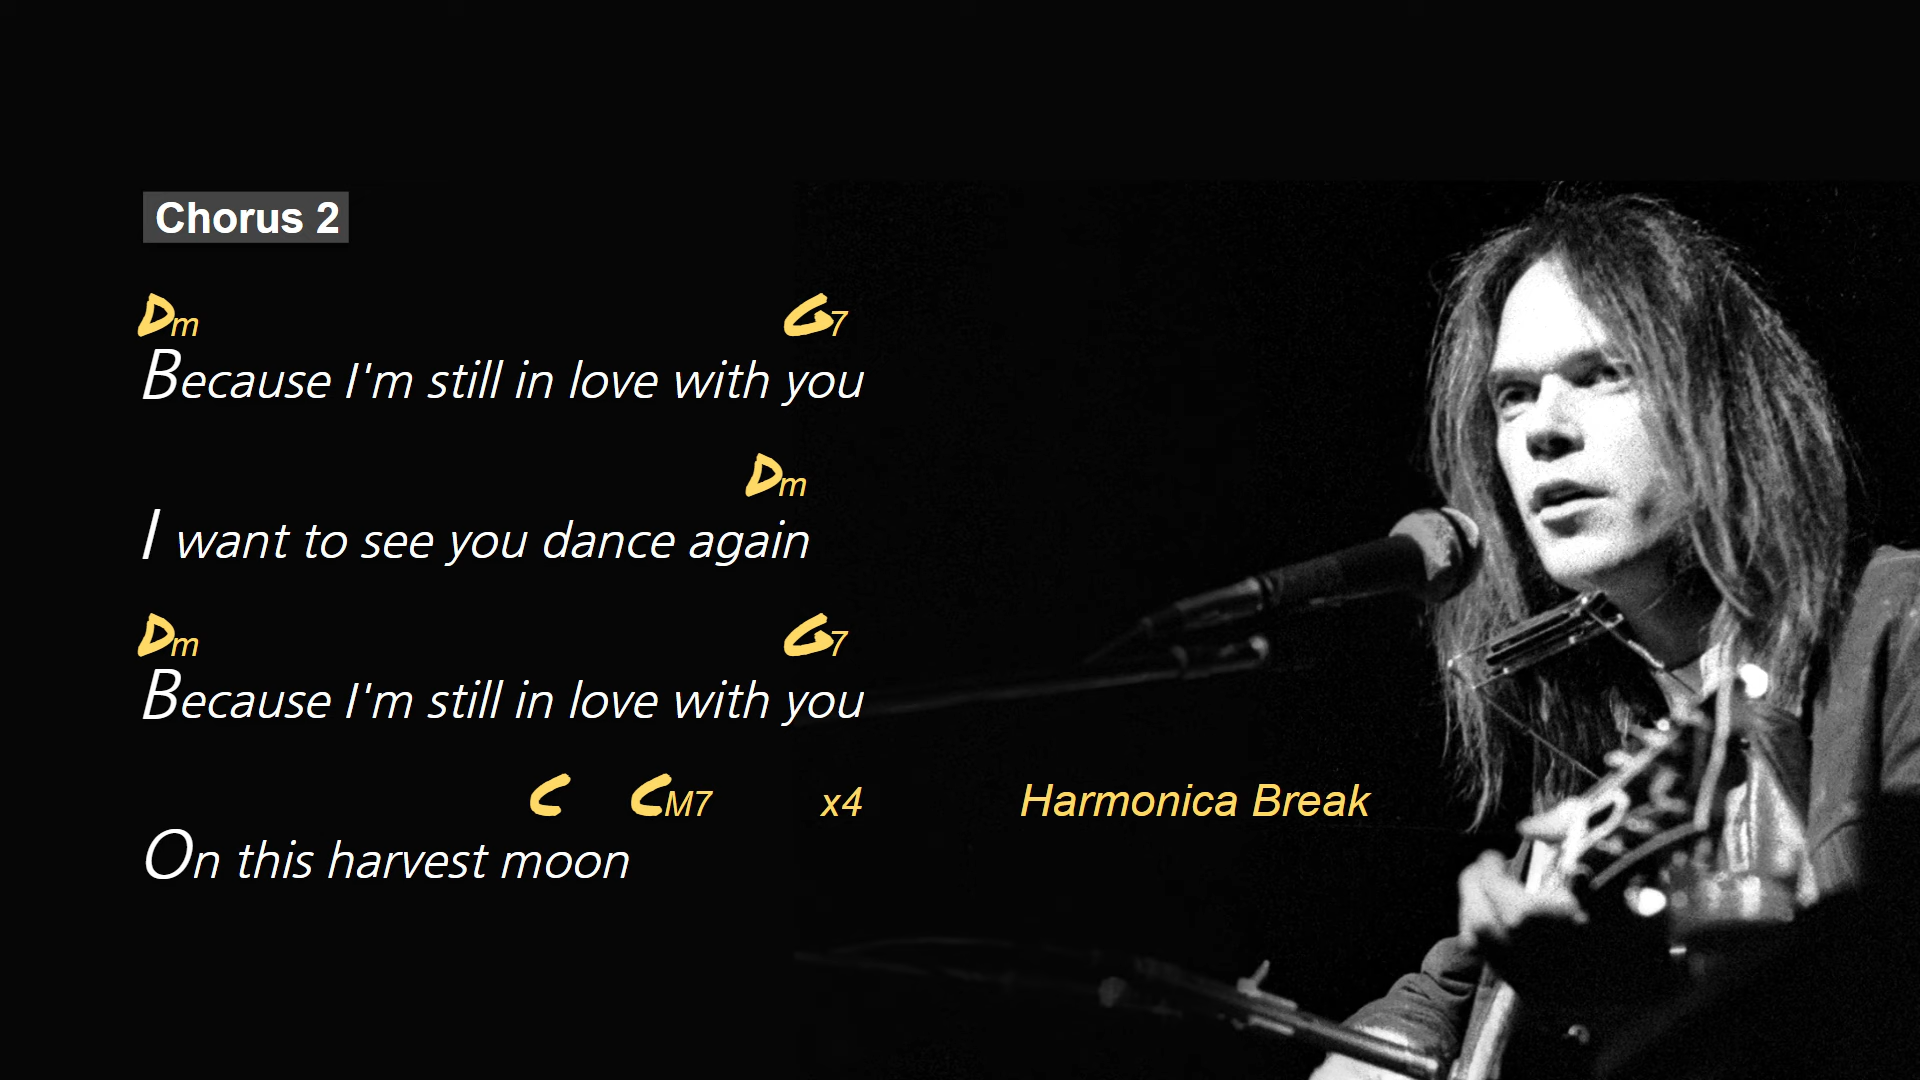 Chorus 2
Dm G7
Because I'm still in love with you
Dm
I want to see you dance again
Dm G7
Because I'm still in love with you
C CM7 x4 Harmonica Break
On this harvest moon